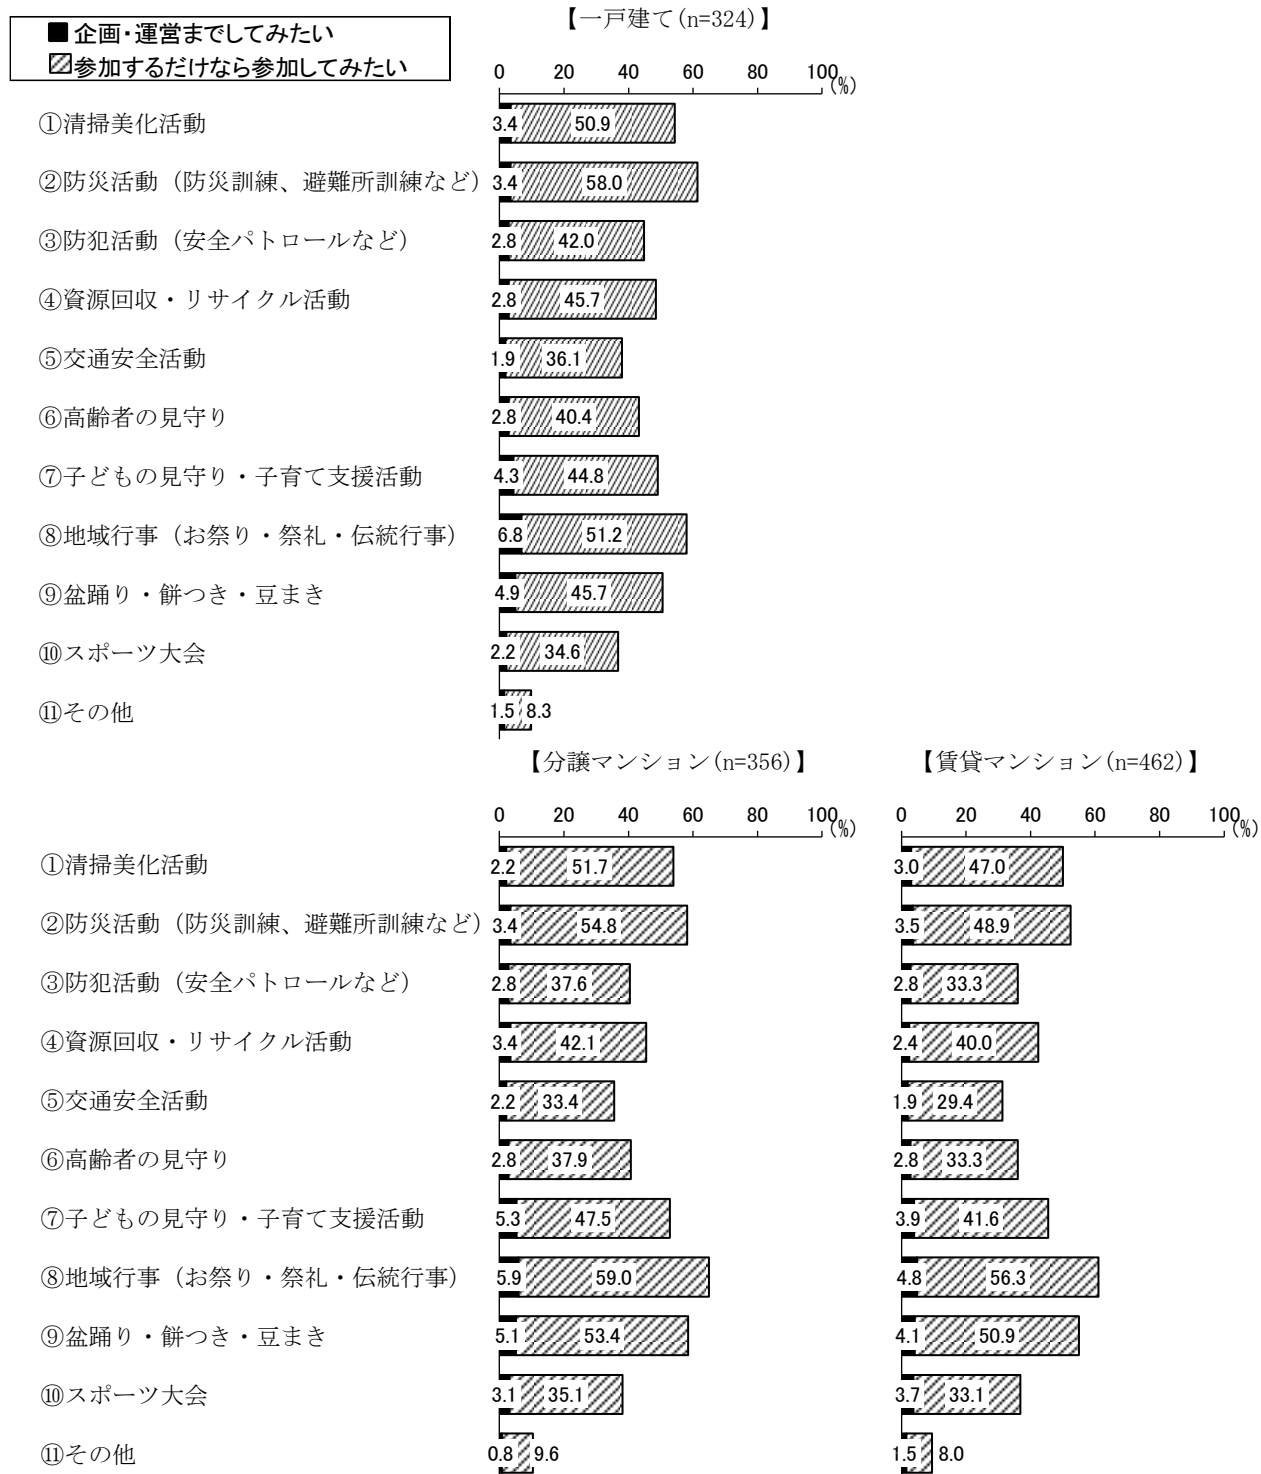 ■企画・運営までしてみたい
参加するだけなら参加してみたい
【一戸建て(n=324)】
0 20 40 60 80 100 (%)
①清掃美化活動 3.4 50.9
②防災活動（防災訓練、避難所訓練など） 3.4 58.0
③防犯活動（安全パトロールなど） 2.8 42.0
④資源回収・リサイクル活動 2.8 45.7
⑤交通安全活動 1.9 36.1
⑥高齢者の見守り 2.8 40.4
⑦子どもの見守り・子育て支援活動 4.3 44.8
⑧地域行事（お祭り・祭礼・伝統行事） 6.8 51.2
⑨盆踊り・餅つき・豆まき 4.9 45.7
⑩スポーツ大会 2.2 34.6
⑪その他 1.5 8.3
【分譲マンション(n=356)】 【賃貸マンション(n=462)】
0 20 40 60 80 100 (%) 0 20 40 60 80 100 (%)
①清掃美化活動 2.2 51.7 3.0 47.0
②防災活動（防災訓練、避難所訓練など） 3.4 54.8 3.5 48.9
③防犯活動（安全パトロールなど） 2.8 37.6 2.8 33.3
④資源回収・リサイクル活動 3.4 42.1 2.4 40.0
⑤交通安全活動 2.2 33.4 1.9 29.4
⑥高齢者の見守り 2.8 37.9 2.8 33.3
⑦子どもの見守り・子育て支援活動 5.3 47.5 3.9 41.6
⑧地域行事（お祭り・祭礼・伝統行事） 5.9 59.0 4.8 56.3
⑨盆踊り・餅つき・豆まき 5.1 53.4 4.1 50.9
⑩スポーツ大会 3.1 35.1 3.7 33.1
⑪その他 0.8 9.6 1.5 8.0